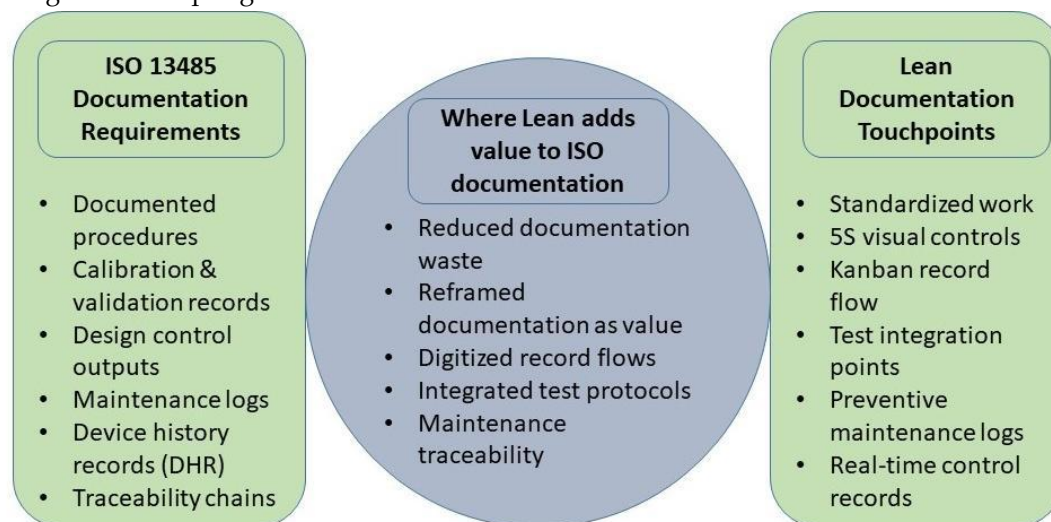 ISO 13485
Documentation
Requirements
• Documented
procedures
• Calibration &
validation records
• Design control
outputs
• Maintenance logs
• Device history
records (DHR)
• Traceability chains
Where Lean adds
value to ISO
documentation
• Reduced documentation
waste
• Reframed
documentation as value
• Digitized record flows
• Integrated test protocols
• Maintenance
traceability
Lean
Documentation
Touchpoints
• Standardized work
• 5S visual controls
• Kanban record
flow
• Test integration
points
• Preventive
maintenance logs
• Real-time control
records